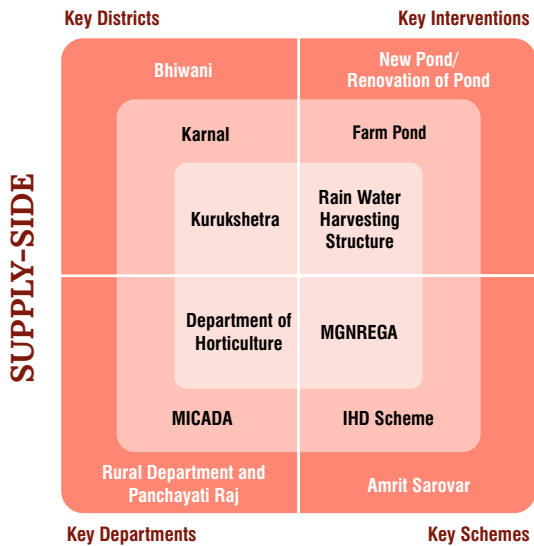 Key Districts
Key Interventions
Bhiwani
New Pond/
Renovation of Pond
Karnal
Farm Pond
Kurukshetra
Rain Water
Harvesting
Structure
SUPPLY-SIDE
Department of
Horticulture
MGNREGA
MICADA
IHD Scheme
Rural Department and
Panchayati Raj
Amrit Sarovar
Key Departments
Key Schemes